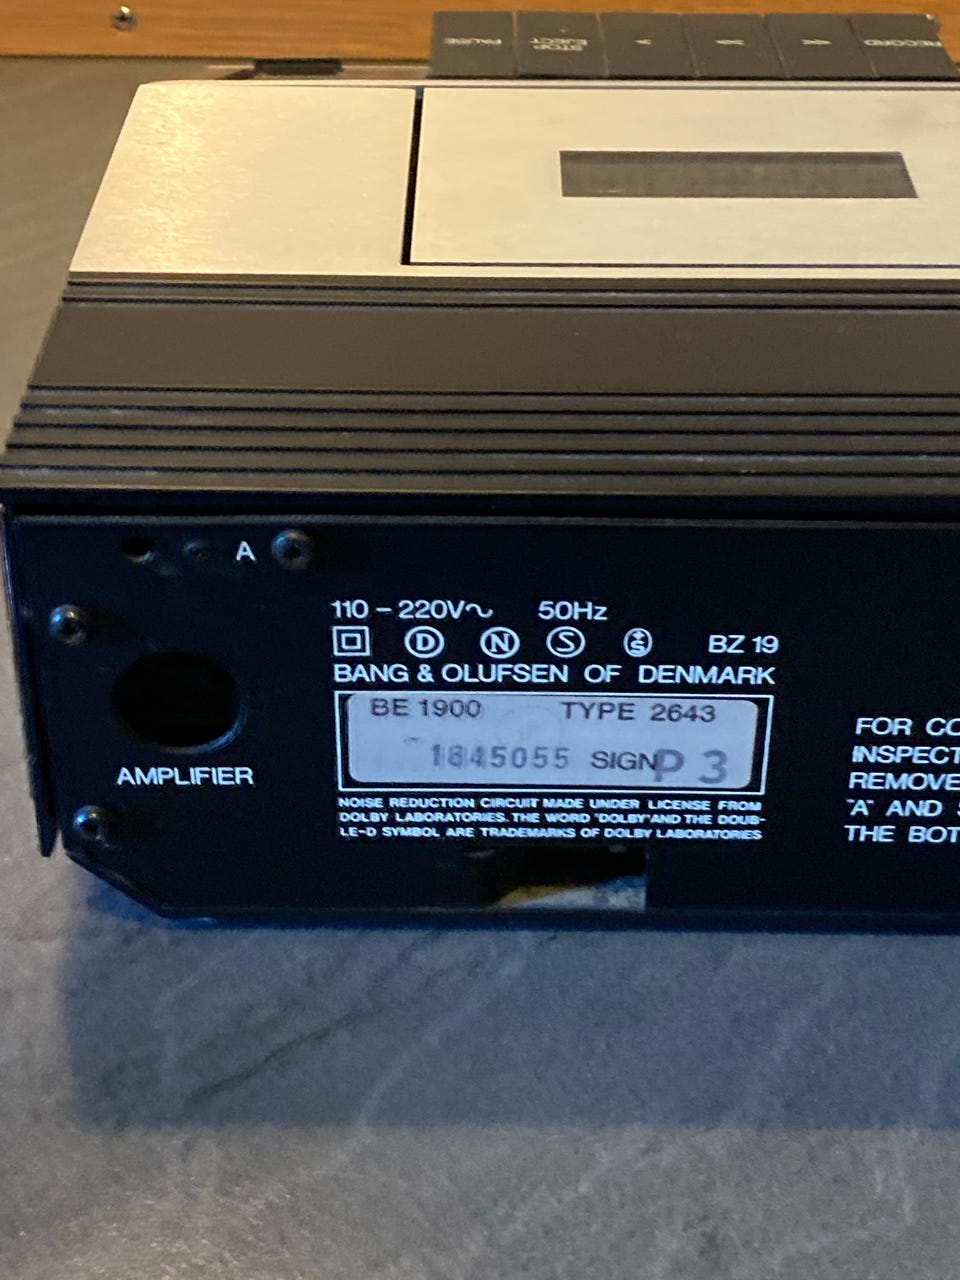 PAUSE
STOP
EJECT
>
>>
<<
RECORD
A
110 – 220V~ 50Hz
D N S S BZ 19
BANG & OLUFSEN OF DENMARK
BE 1900 TYPE 2643
1845055 SIGN P 3
AMPLIFIER
NOISE REDUCTION CIRCUIT MADE UNDER LICENSE FROM
DOLBY LABORATORIES. THE WORD "DOLBY" AND THE DOUB-
LE-D SYMBOL ARE TRADEMARKS OF DOLBY LABORATORIES
FOR CO
INSPECT
REMOVE
"A" AND
THE BOT